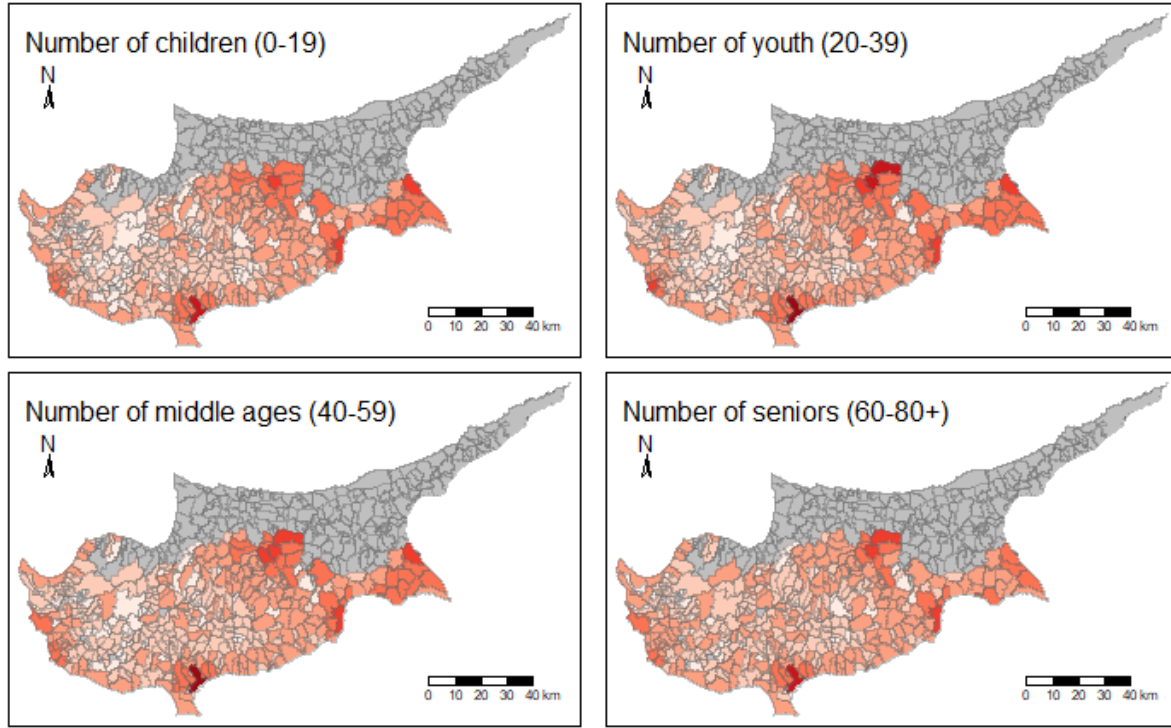 Number of children (0-19)
N
0 10 20 30 40 km
Number of youth (20-39)
N
0 10 20 30 40 km
Number of middle ages (40-59)
N
0 10 20 30 40 km
Number of seniors (60-80+)
N
0 10 20 30 40 km